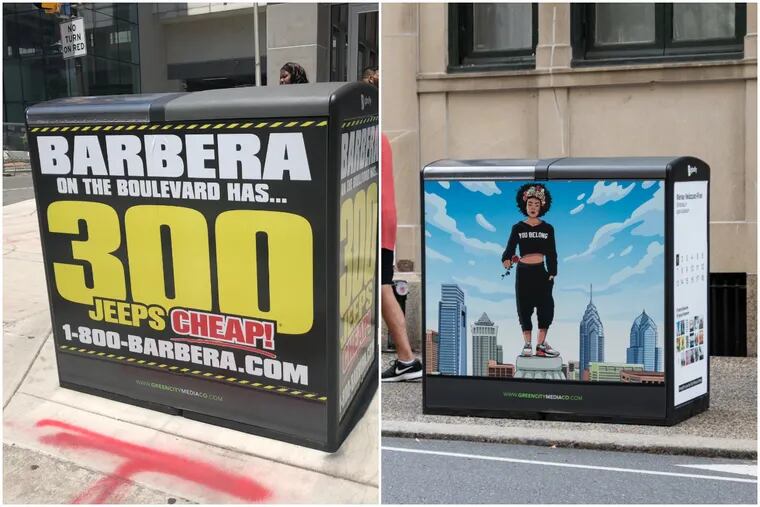 NO
TURN
ON RED
BARBERA
ON THE BOULEVARD HAS...
300
JEEPS CHEAP!
1-800-BARBERA.COM
WWW.GREENCITYMEDIACO.COM
BARBERA
300
YOU BELONG
WWW.GREENCITYMEDIACO.COM